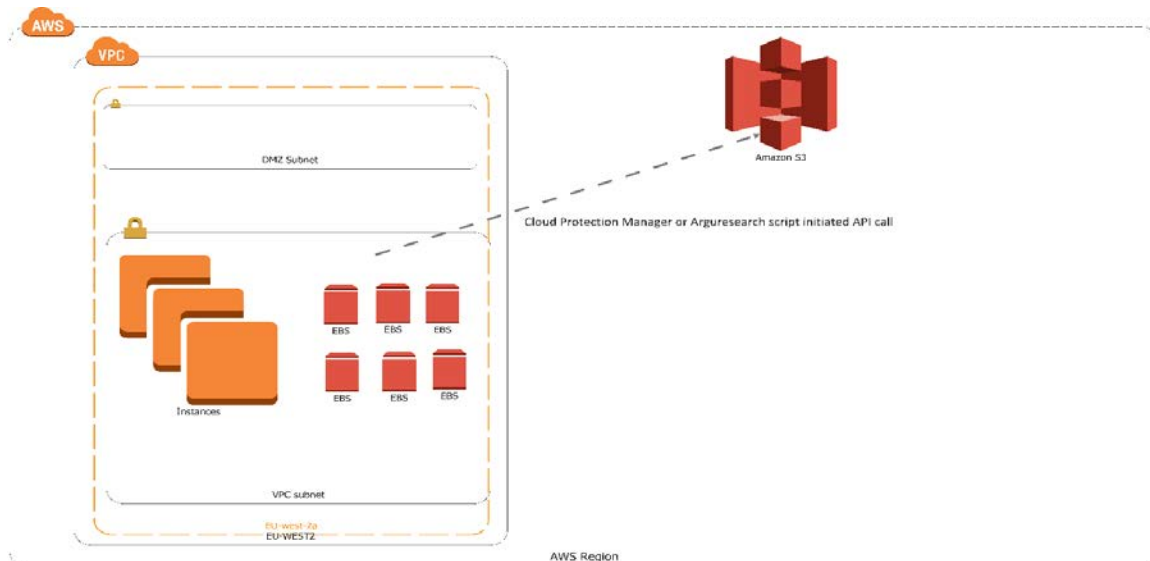 AWS
VPC
DMZ Subnet
Amazon S3
Cloud Protection Manager or Arguresearch script initiated API call
EBS
EBS
EBS
EBS
EBS
EBS
Instances
VPC subnet
EU-west-2a
EU-WEST2
AWS Region